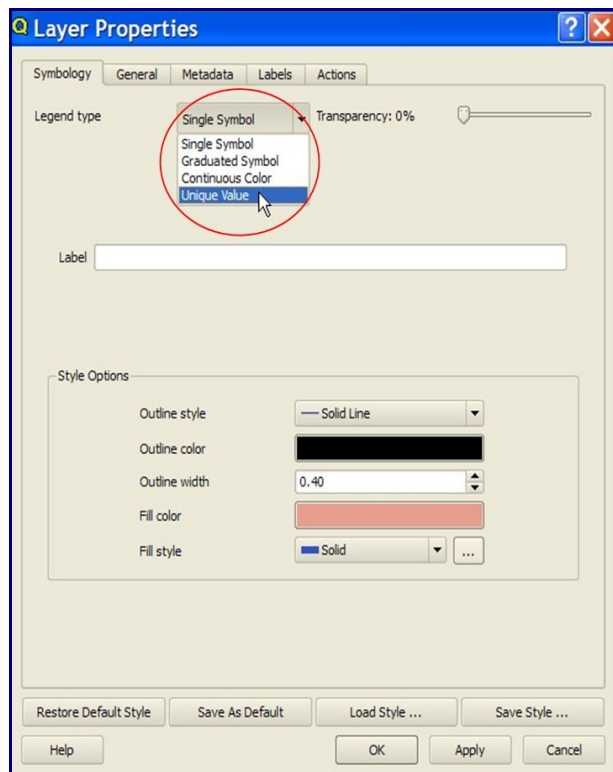 Layer Properties
Symbology General Metadata Labels Actions
Legend type Single Symbol Transparency: 0%
Single Symbol
Graduated Symbol
Continuous Color
Unique Value
Label
Style Options
Outline style Solid Line
Outline color
Outline width 0.40
Fill color
Fill style Solid ...
Restore Default Style Save As Default Load Style ... Save Style ...
Help OK Apply Cancel